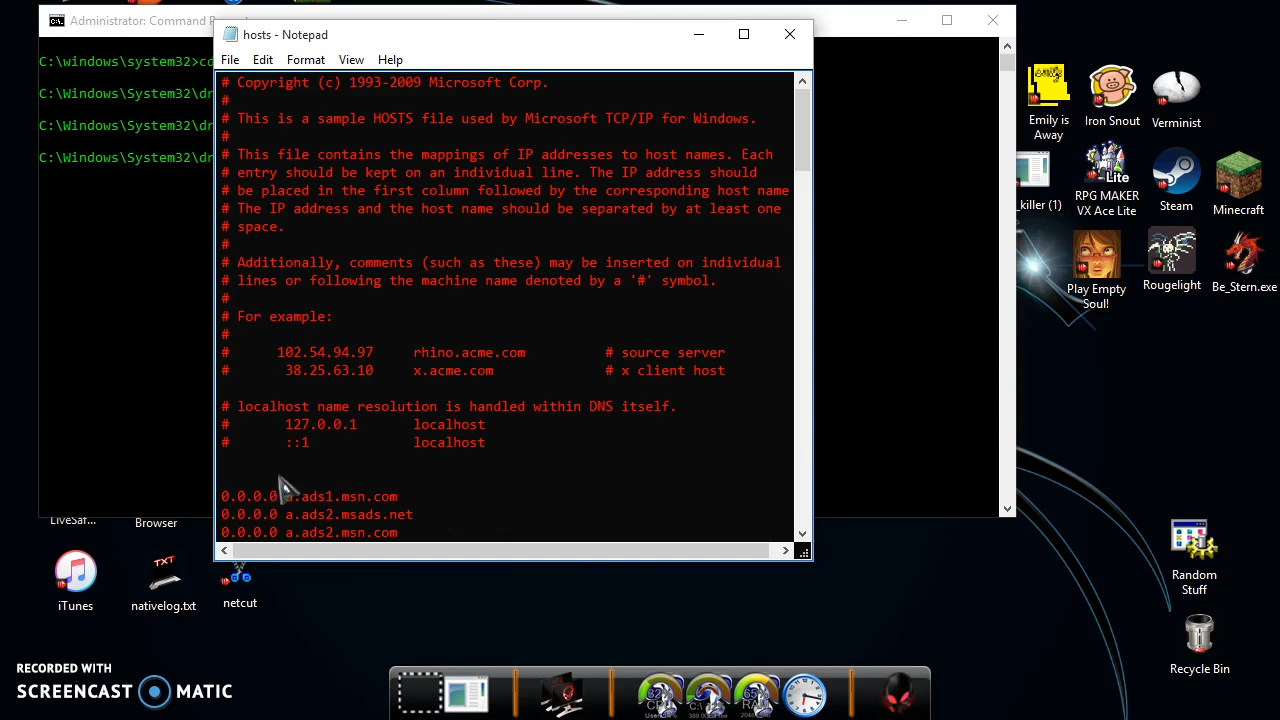 Administrator: Command
hosts - Notepad
File Edit Format View Help
C:\windows\system32>cd
C:\Windows\System32\dr
C:\Windows\System32\dr
C:\Windows\System32\dr
# Copyright (c) 1993-2009 Microsoft Corp.
#
# This is a sample HOSTS file used by Microsoft TCP/IP for Windows.
#
# This file contains the mappings of IP addresses to host names. Each
# entry should be kept on an individual line. The IP address should
# be placed in the first column followed by the corresponding host name
# The IP address and the host name should be separated by at least one
# space.
#
# Additionally, comments (such as these) may be inserted on individual
# lines or following the machine name denoted by a '#' symbol.
#
# For example:
#
# 102.54.94.97 rhino.acme.com # source server
# 38.25.63.10 x.acme.com # x client host
# localhost name resolution is handled within DNS itself.
# 127.0.0.1 localhost
# ::1 localhost
0.0.0.0 a.ads1.msn.com
0.0.0.0 a.ads2.msads.net
0.0.0.0 a.ads2.msn.com
Emily is
Away
Iron Snout
Verminist
_killer (1)
Lite
RPG MAKER
VX Ace Lite
Steam
Minecraft
Play Empty
Soul!
Rougelight
Be_Stern.exe
LiveSaf...
Browser
iTunes
TXT
nativelog.txt
netcut
Random
Stuff
Recycle Bin
RECORDED WITH
SCREENCAST MATIC